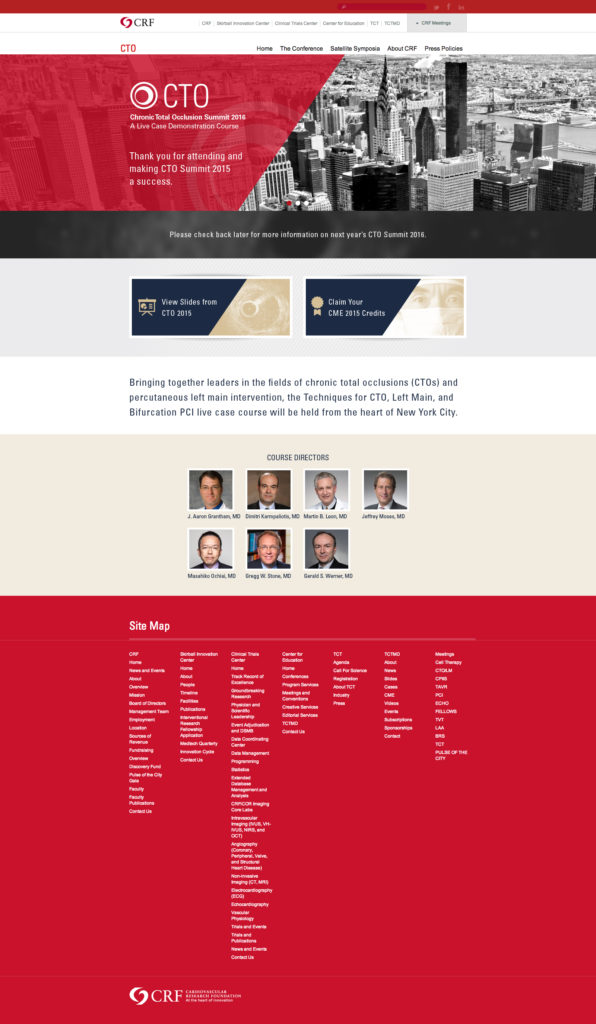 CRF
CRF
Skirball Innovation Center
Clinical Trials Center
Center for Education
TCT
TCTMD
CRF Meetings
CTO
Home
The Conference
Satellite Symposia
About CRF
Press Policies
CTO
Chronic Total Occlusion Summit 2016
A Live Case Demonstration Course
Thank you for attending and
making CTO Summit 2015
a success.
Please check back later for more information on next year's CTO Summit 2016.
View Slides from
CTO 2015
Claim Your
CME 2015 Credits
Bringing together leaders in the fields of chronic total occlusions (CTOs) and
percutaneous left main intervention, the Techniques for CTO, Left Main, and
Bifurcation PCI live case course will be held from the heart of New York City.
COURSE DIRECTORS
J. Aaron Grantham, MD
Dimitri Karmpaliotis, MD
Martin B. Leon, MD
Jeffrey Moses, MD
Masahiko Ochiai, MD
Gregg W. Stone, MD
Gerald S. Werner, MD
Site Map
CRF
Home
News and Events
About
Overview
Mission
Board of Directors
Management Team
Employment
Location
Sources of
Revenue
Fundraising
Overview
Discovery Fund
Pulse of the City
Gala
Faculty
Faculty
Publications
Contact Us
Skirball Innovation
Center
Home
About
People
Timeline
Facilities
Publications
Interventional
Research
Fellowship
Application
Medtech Quarterly
Innovation Cycle
Contact Us
Clinical Trials
Center
Home
Track Record of
Excellence
Groundbreaking
Research
Physician and
Scientific
Leadership
Event Adjudication
and DSMB
Data Coordinating
Center
Data Management
Programming
Statistics
Extended
Database
Management and
Analysis
CRFiCOR Imaging
Core Labs
Intravascular
Imaging (IVUS, VH-
IVUS, NIRS, and
OCT)
Angiography
(Coronary,
Peripheral, Valve,
and Structural
Heart Disease)
Non-invasive
Imaging (CT, MRI)
Electrocardiography
(ECG)
Echocardiography
Vascular
Physiology
Trials and Events
Trials and
Publications
News and Events
Contact Us
Center for
Education
Home
Conferences
Program Services
Meetings and
Conventions
Creative Services
Editorial Services
TCTMD
Contact Us
TCT
Agenda
Call For Science
Registration
About TCT
Industry
Press
TCTMD
About
News
Slides
Cases
CME
Videos
Events
Subscriptions
Sponsorships
Contact
Meetings
Cell Therapy
CTO/LM
CPRS
TAVR
PCI
ECHO
FELLOWS
TVT
LAA
BRS
TCT
PULSE OF THE
CITY
CRF
CARDIOVASCULAR
RESEARCH FOUNDATION
At the heart of innovation